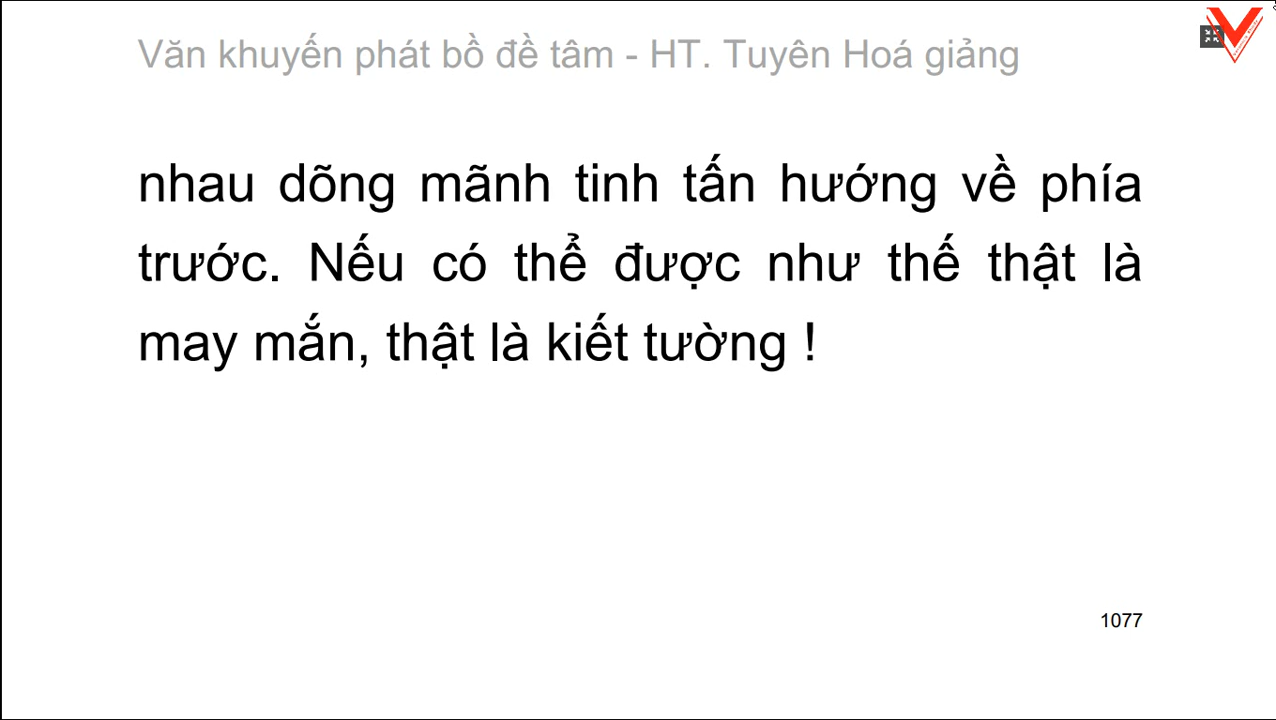 Văn khuyến phát bồ đề tâm - HT. Tuyên Hoá giảng
nhau dõng mãnh tinh tấn hướng về phía
trước. Nếu có thể được như thế thật là
may mắn, thật là kiết tường !
1077